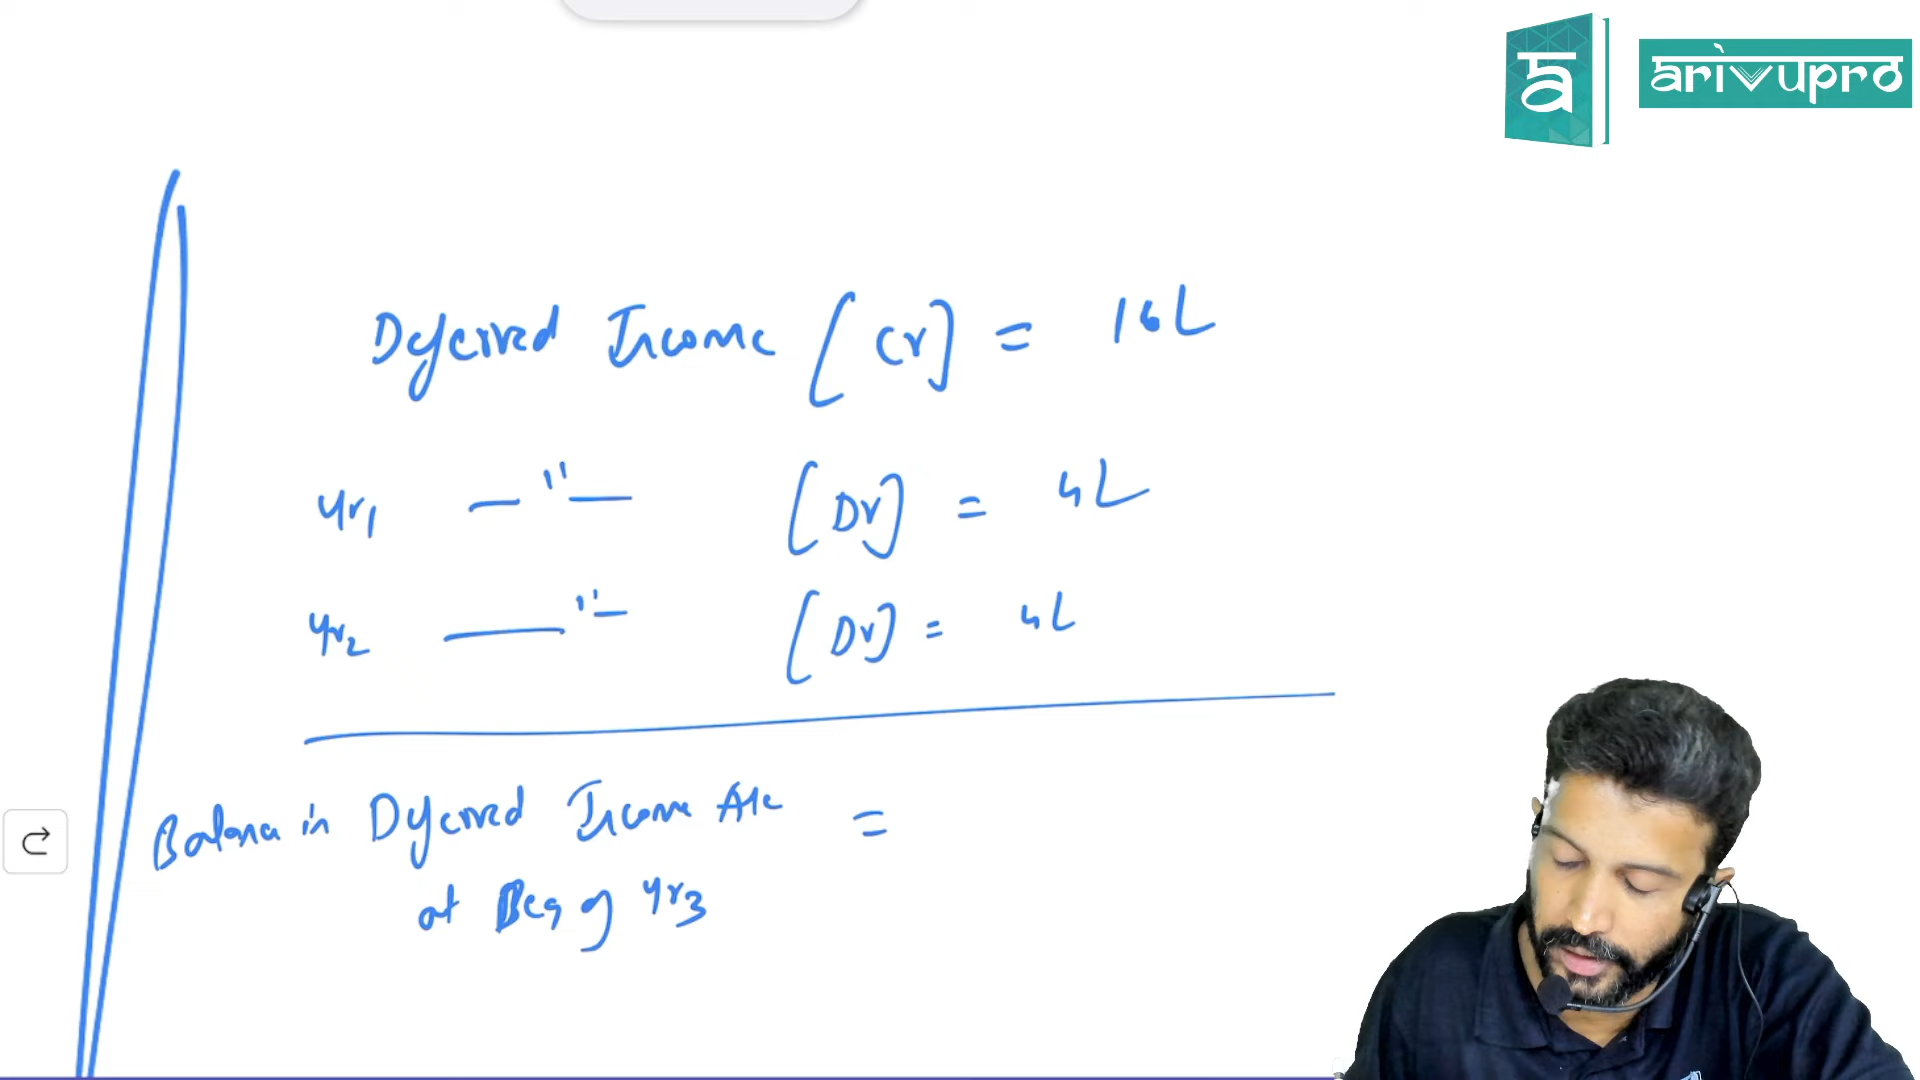 a arivupro
Deferred Income [Cr] = 16L
Yr1 — " — [Dr] = 4L
Yr2 — " — [Dr] = 4L
Balance in Deferred Income A/c =
at Beg of Yr3